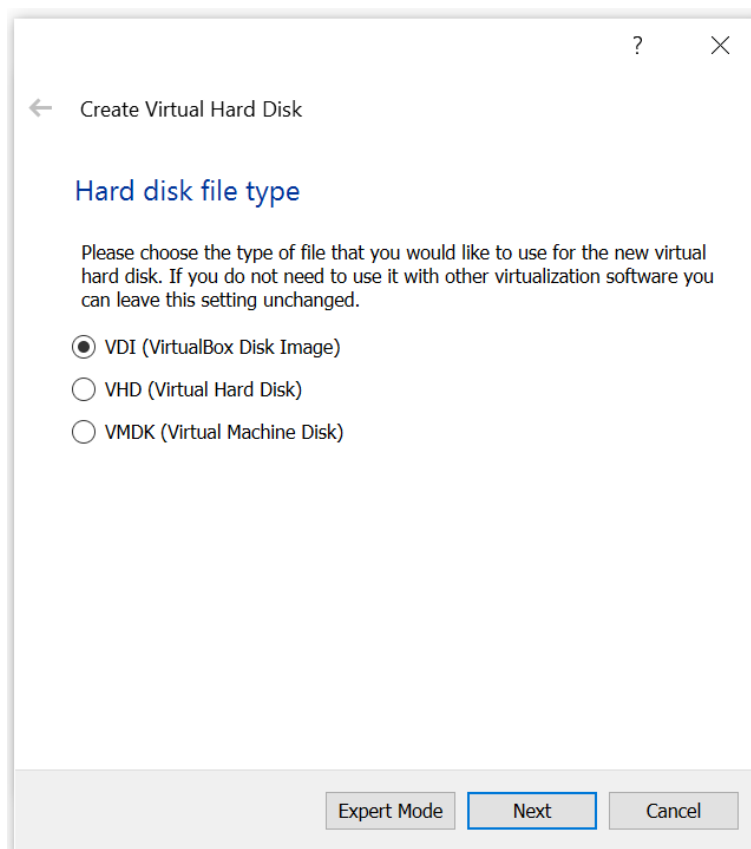 ?
Create Virtual Hard Disk
Hard disk file type
Please choose the type of file that you would like to use for the new virtual
hard disk. If you do not need to use it with other virtualization software you
can leave this setting unchanged.
VDI (VirtualBox Disk Image)
VHD (Virtual Hard Disk)
VMDK (Virtual Machine Disk)
Expert Mode Next Cancel